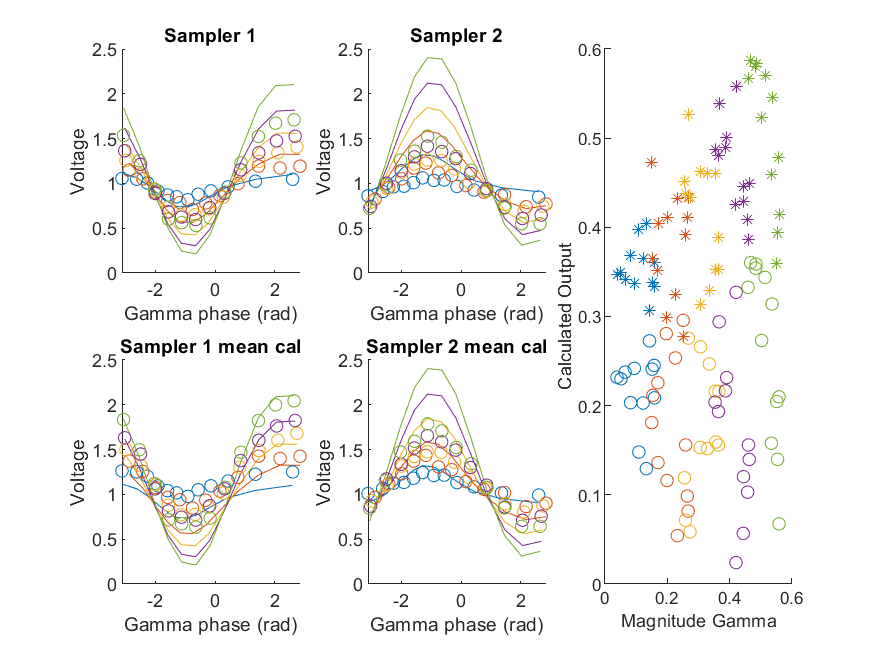 Sampler 1
2.5
2
1.5
1
0.5
0
Voltage
-2 0 2
Gamma phase (rad)
Sampler 2
2.5
2
1.5
1
0.5
0
Voltage
-2 0 2
Gamma phase (rad)
Sampler 1 mean cal
2.5
2
1.5
1
0.5
0
Voltage
-2 0 2
Gamma phase (rad)
Sampler 2 mean cal
2.5
2
1.5
1
0.5
0
Voltage
-2 0 2
Gamma phase (rad)
0.6
0.5
0.4
0.3
0.2
0.1
0
Calculated Output
0 0.2 0.4 0.6
Magnitude Gamma